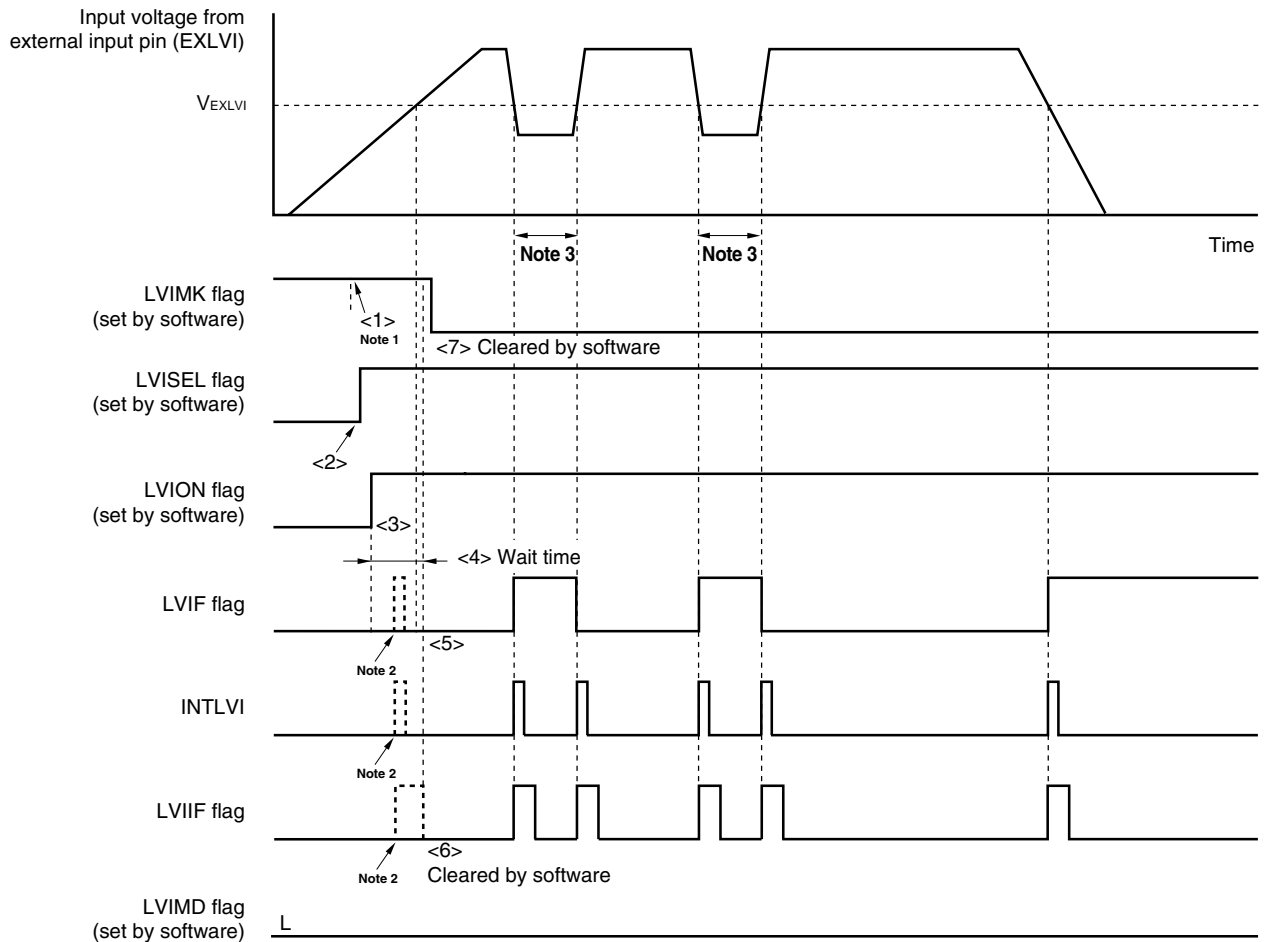 Input voltage from
external input pin (EXLVI)
VEXLVI
Note 3
Note 3
Time
LVIMK flag
(set by software)
<1>
Note 1
<7> Cleared by software
LVISEL flag
(set by software)
<2>
LVION flag
(set by software)
<3>
<4> Wait time
LVIF flag
<5>
Note 2
INTLVI
Note 2
LVIIF flag
<6>
Note 2
Cleared by software
LVIMD flag
(set by software)
L